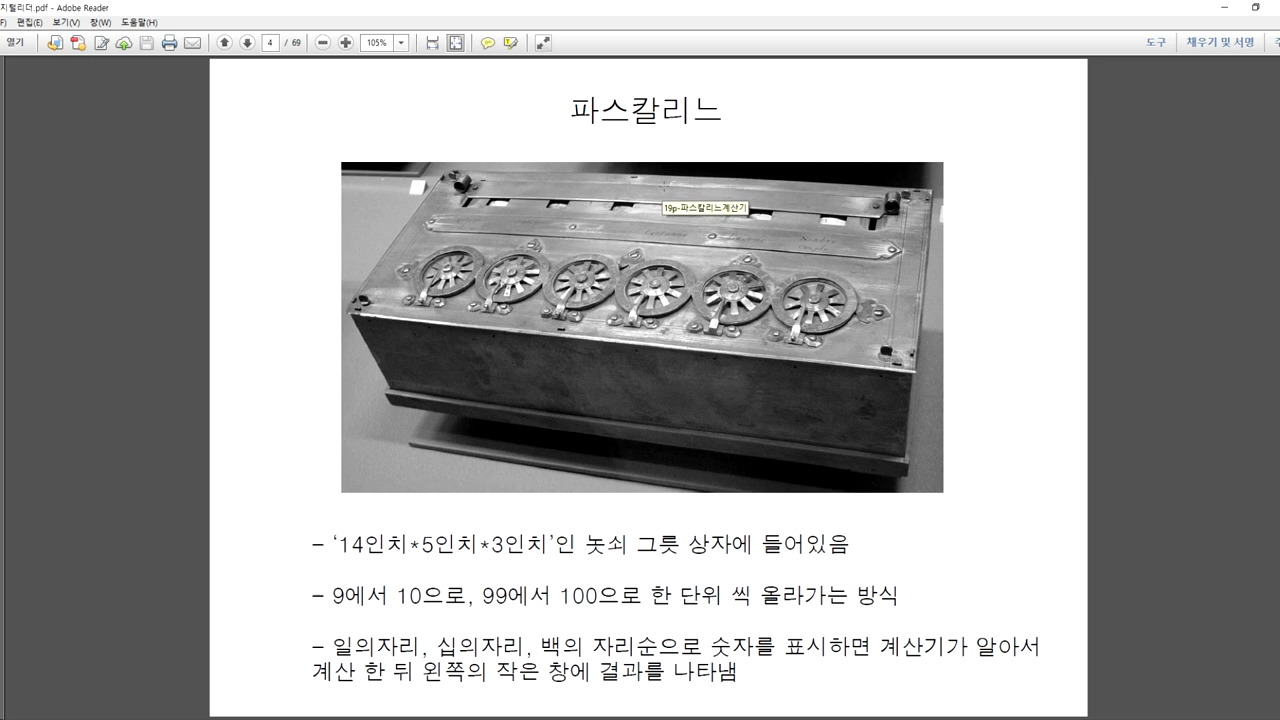 지털리더.pdf - Adobe Reader
F) 편집(E) 보기(V) 창(W) 도움말(H)
열기 4 / 69 105% 도구 채우기 및 서명
파스칼리느
19p-파스칼리느계산기
– ‘14인치*5인치*3인치’인 놋쇠 그릇 상자에 들어있음
– 9에서 10으로, 99에서 100으로 한 단위 씩 올라가는 방식
– 일의자리, 십의자리, 백의 자리순으로 숫자를 표시하면 계산기가 알아서
계산 한 뒤 왼쪽의 작은 창에 결과를 나타냄